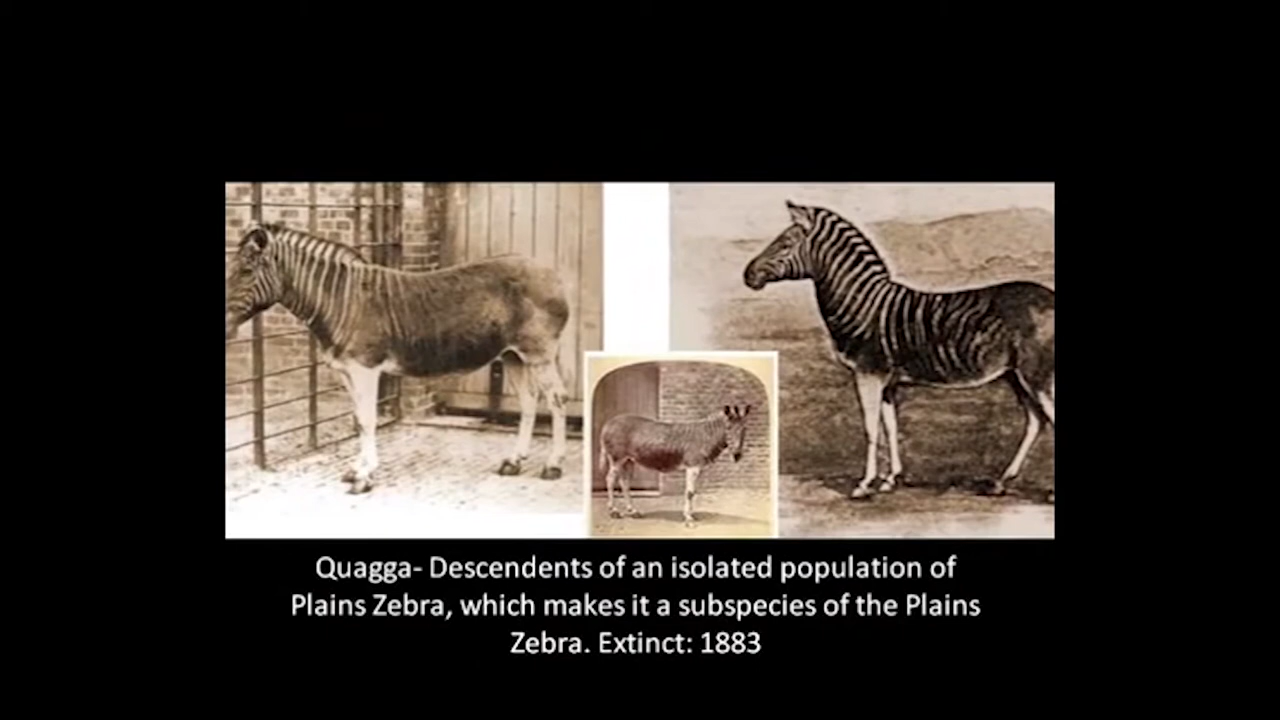 Quagga- Descendents of an isolated population of
Plains Zebra, which makes it a subspecies of the Plains
Zebra. Extinct: 1883